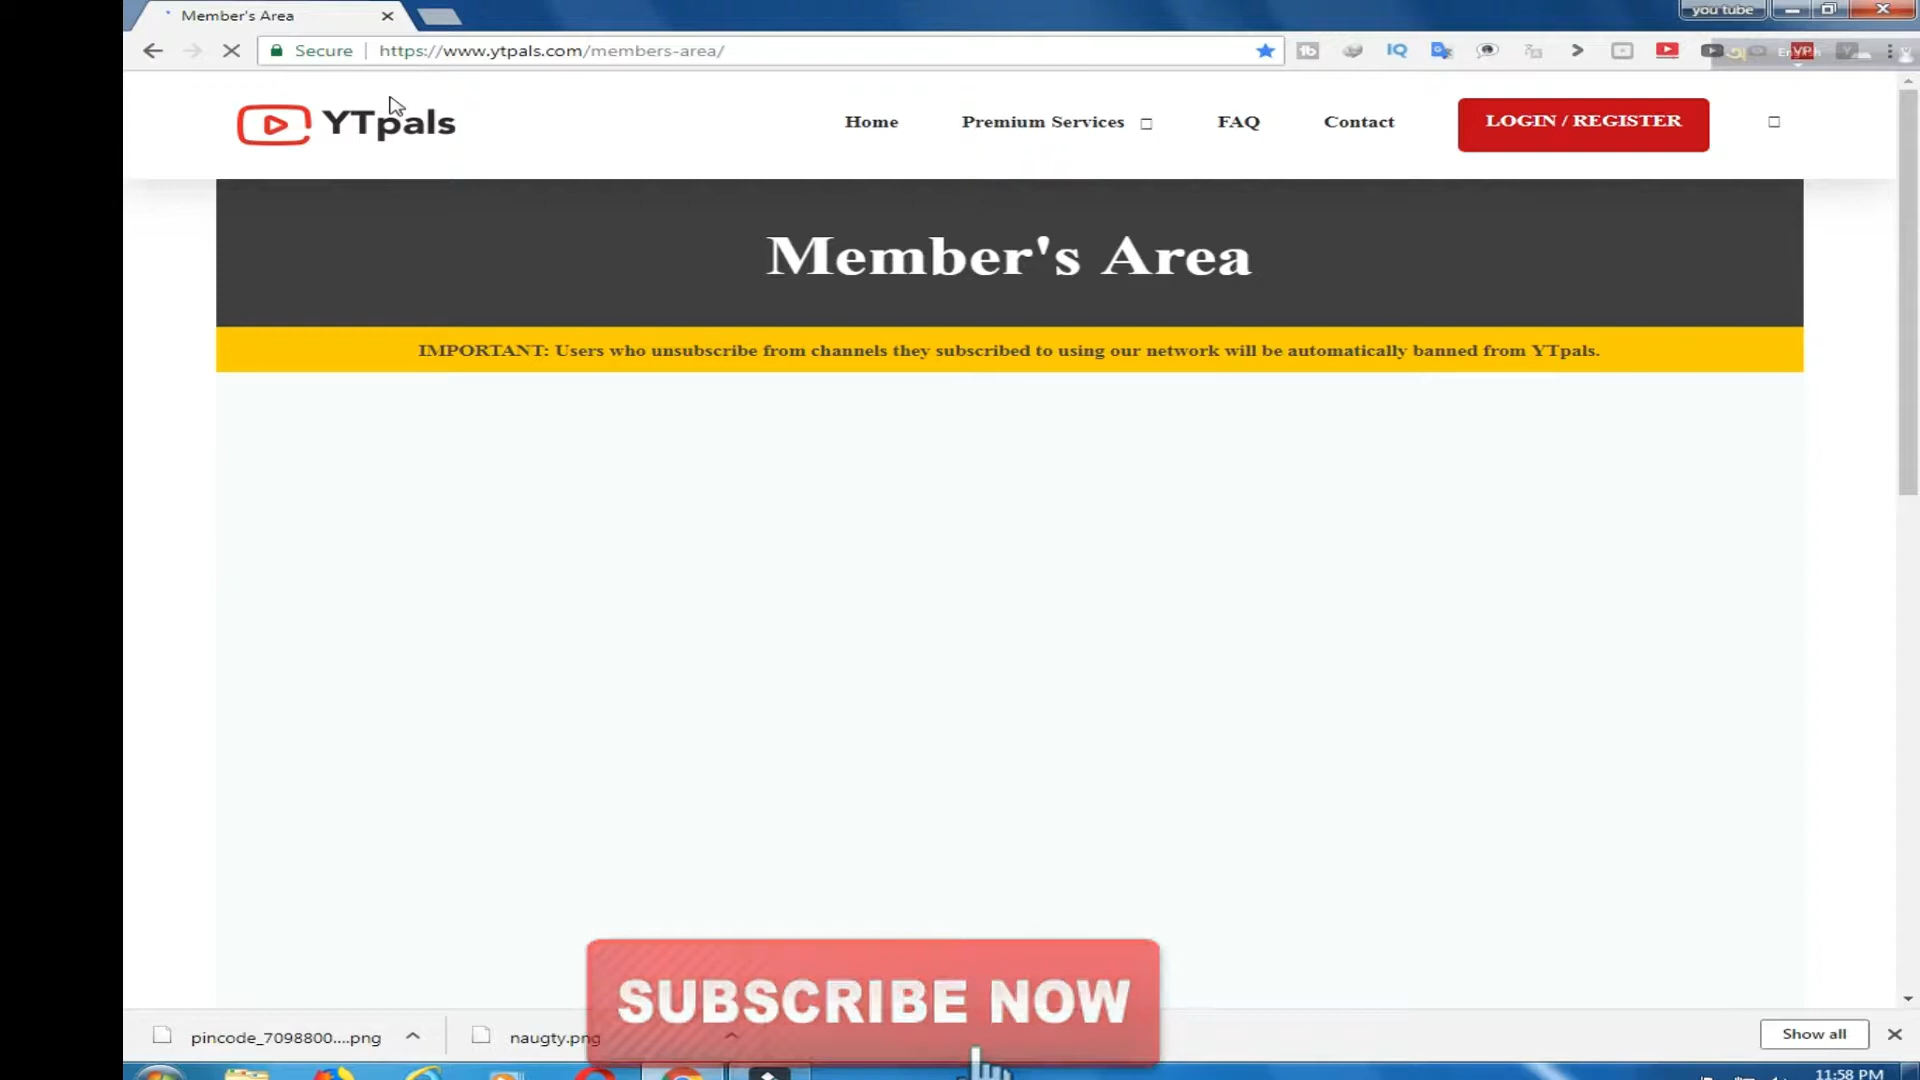 Member's Area
you tube
Secure
https://www.ytpals.com/members-area/
YTpals
Home
Premium Services
FAQ
Contact
LOGIN / REGISTER
Member's Area
IMPORTANT: Users who unsubscribe from channels they subscribed to using our network will be automatically banned from YTpals.
SUBSCRIBE NOW
pincode_7098800....png
naugty.png
Show all
11:58 PM